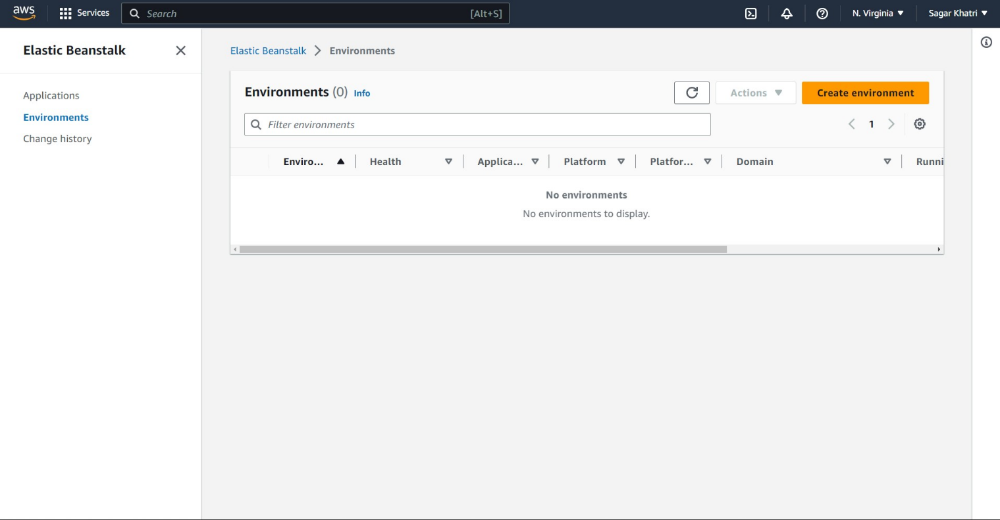 aws Services Search [Alt+S] N. Virginia Sagar Khatri
Elastic Beanstalk
Applications
Environments
Change history
Elastic Beanstalk Environments
Environments (0) Info
Actions
Create environment
Filter environments
1
Enviro... Health Applica... Platform Platfor... Domain Runni
No environments
No environments to display.